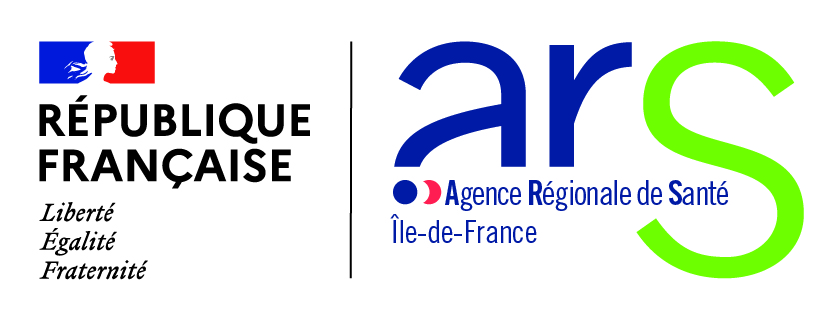 RÉPUBLIQUE
FRANÇAISE
Liberté
Égalité
Fraternité
ars
Agence Régionale de Santé
Île-de-France